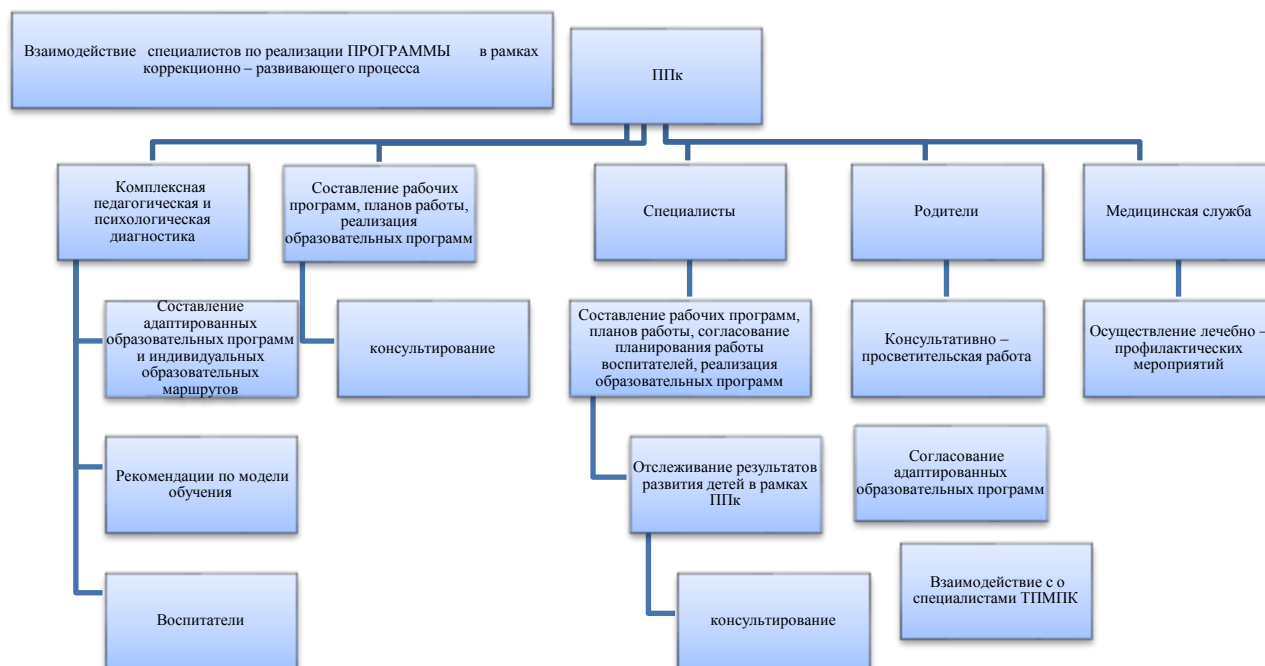 Взаимодействие специалистов по реализации ПРОГРАММЫ в рамках
коррекционно – развивающего процесса
ППк
Комплексная
педагогическая и
психологическая
диагностика
Составление рабочих
программ, планов работы,
реализация
образовательных программ
Специалисты
Родители
Медицинская служба
Составление
адаптированных
образовательных программ
и индивидуальных
образовательных
маршрутов
консультирование
Составление рабочих программ,
планов работы, согласование
планирования работы
воспитателей, реализация
образовательных программ
Консультативно –
просветительская работа
Осуществление лечебно –
профилактических
мероприятий
Рекомендации по модели
обучения
Отслеживание результатов
развития детей в рамках
ППк
Согласование
адаптированных
образовательных программ
Воспитатели
консультирование
Взаимодействие с о
специалистами ТПМПК